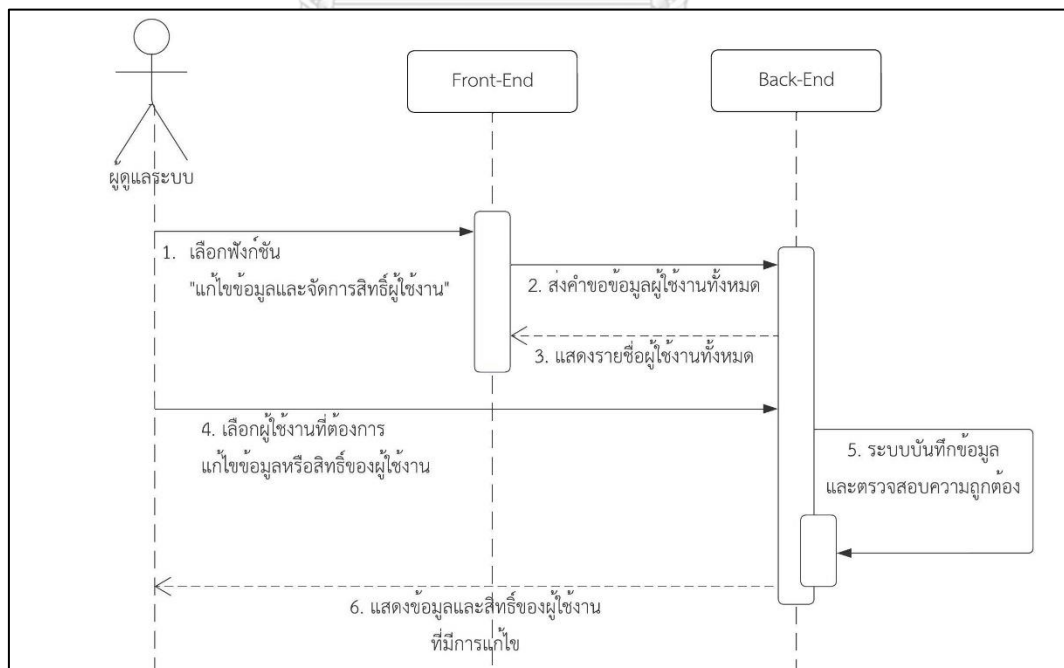 Front-End
Back-End
ผู้ดูแลระบบ
1. เลือกฟังก์ชัน
"แก้ไขข้อมูลและจัดการสิทธิ์ผู้ใช้งาน"
2. ส่งคำขอข้อมูลผู้ใช้งานทั้งหมด
3. แสดงรายชื่อผู้ใช้งานทั้งหมด
4. เลือกผู้ใช้งานที่ต้องการ
แก้ไขข้อมูลหรือสิทธิ์ของผู้ใช้งาน
5. ระบบบันทึกข้อมูล
และตรวจสอบความถูกต้อง
6. แสดงข้อมูลและสิทธิ์ของผู้ใช้งาน
ที่มีการแก้ไข